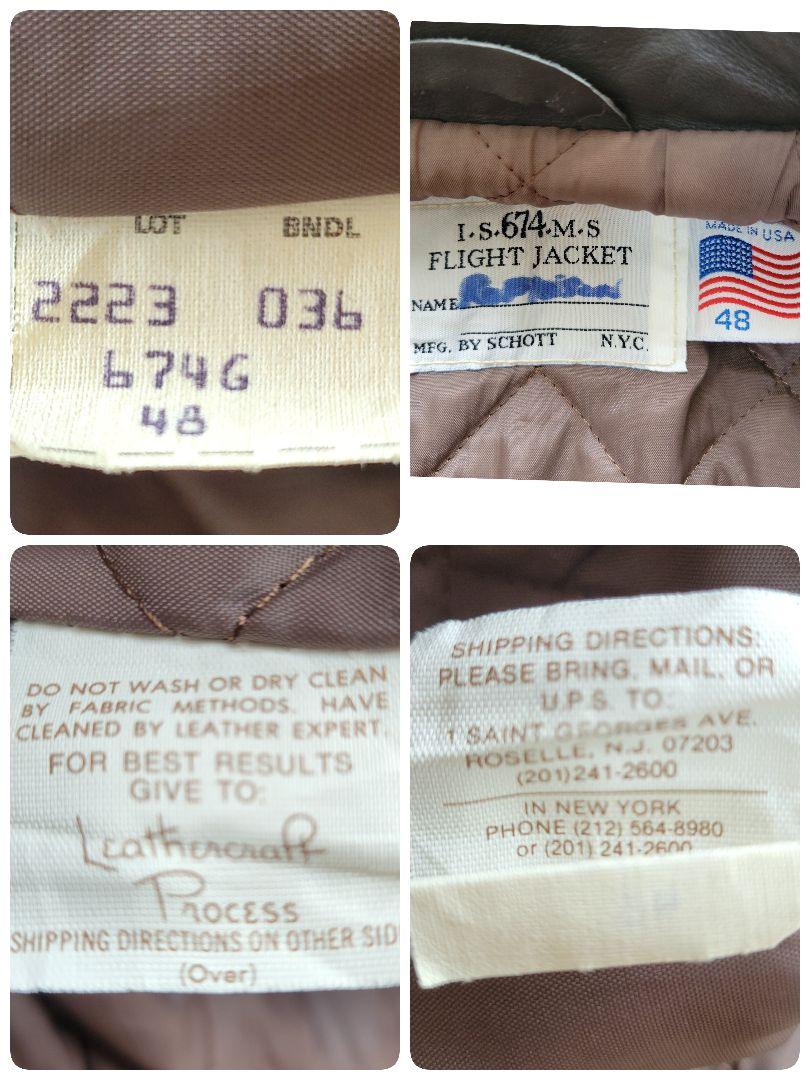 LOT BNDL
2223 036
674G
48
I.S.674.M.S
FLIGHT JACKET
NAME
MFG. BY SCHOTT N.Y.C.
MADE IN USA
48
DO NOT WASH OR DRY CLEAN
BY FABRIC METHODS. HAVE
CLEANED BY LEATHER EXPERT.
FOR BEST RESULTS
GIVE TO:
Leathercraft
Process
SHIPPING DIRECTIONS ON OTHER SID
(Over)
SHIPPING DIRECTIONS:
PLEASE BRING, MAIL, OR
U.P.S. TO:
1 SAINT GEORGES AVE.
ROSELLE, N.J. 07203
(201)241-2600
IN NEW YORK
PHONE (212) 564-8980
or (201) 241-2600